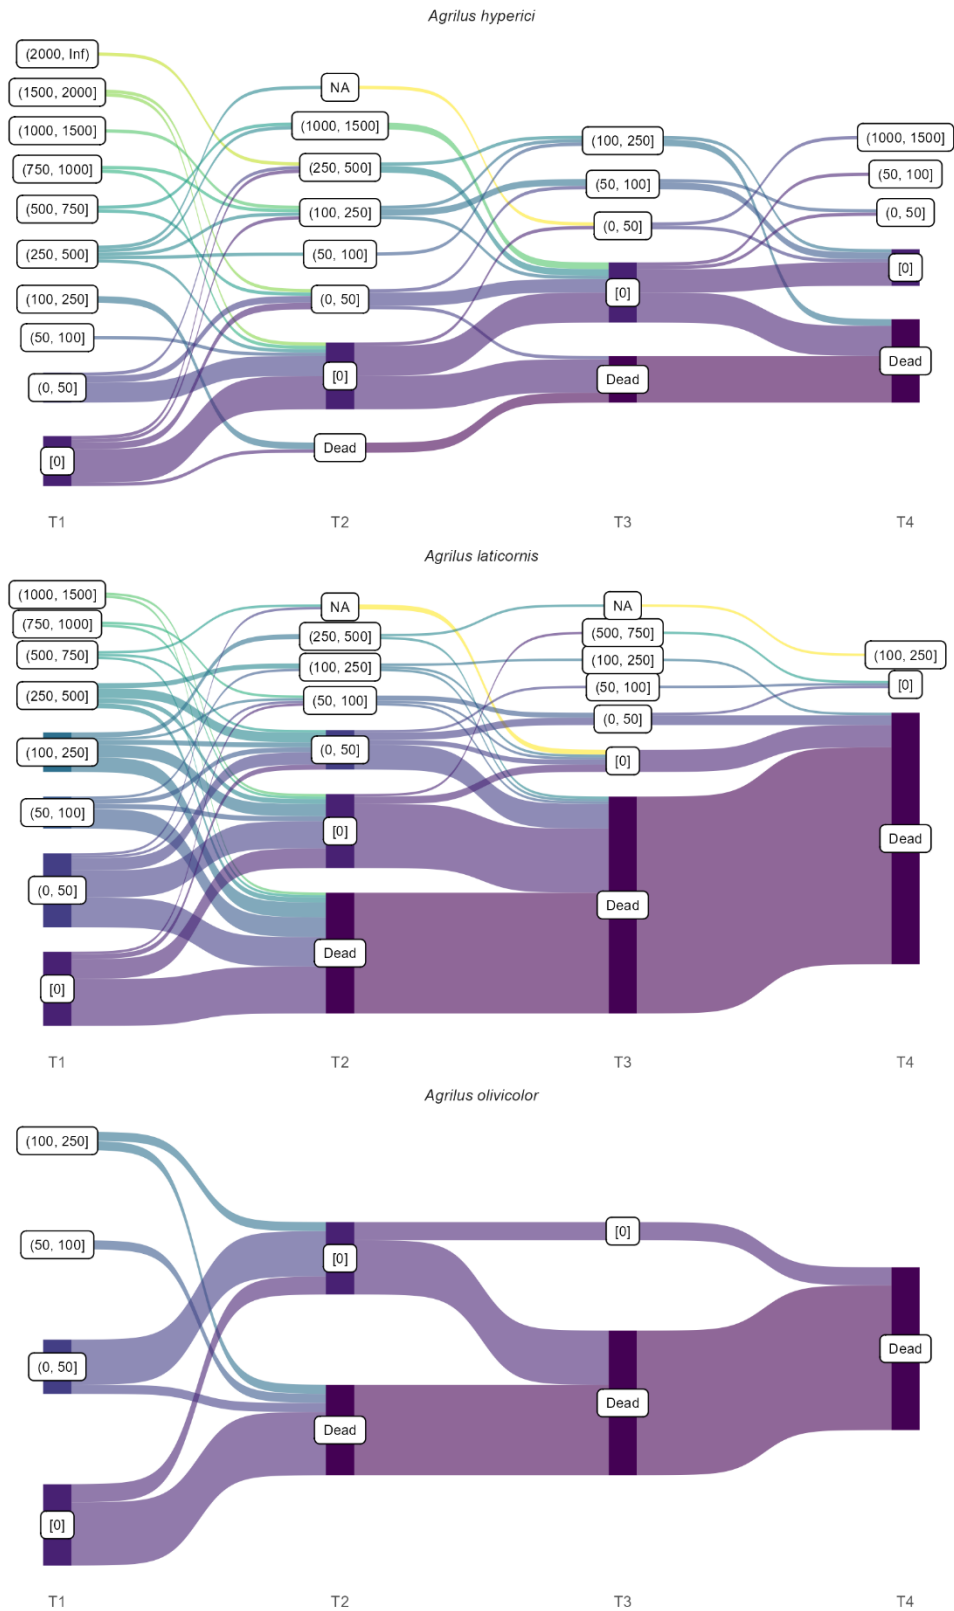 Agrilus hyperici
(2000, Inf)
(1500, 2000]
(1000, 1500]
(750, 1000]
(500, 750]
(250, 500]
(100, 250]
(50, 100]
(0, 50]
[0]
NA
(1000, 1500]
(250, 500]
(100, 250]
(50, 100]
(0, 50]
[0]
Dead
(100, 250]
(50, 100]
(0, 50]
[0]
Dead
(1000, 1500]
(50, 100]
(0, 50]
[0]
Dead
T1 T2 T3 T4
Agrilus laticornis
(1000, 1500]
(750, 1000]
(500, 750]
(250, 500]
(100, 250]
(50, 100]
(0, 50]
[0]
NA
(250, 500]
(100, 250]
(50, 100]
(0, 50]
[0]
Dead
NA
(500, 750]
(100, 250]
(50, 100]
(0, 50]
[0]
Dead
(100, 250]
[0]
Dead
T1 T2 T3 T4
Agrilus olivicolor
(100, 250]
(50, 100]
(0, 50]
[0]
[0]
Dead
[0]
Dead
Dead
T1 T2 T3 T4